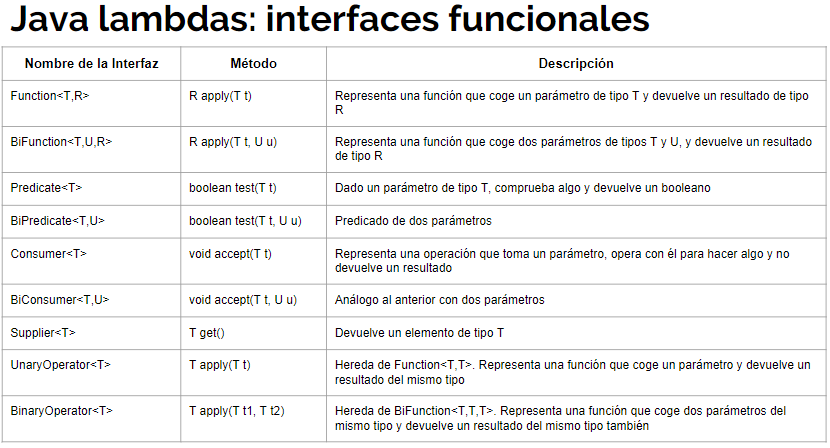 Java lambdas: interfaces funcionales
Nombre de la Interfaz Método Descripción
Function<T,R> R apply(T t) Representa una función que coge un parámetro de tipo T y devuelve un resultado de tipo
R
BiFunction<T,U,R> R apply(T t, U u) Representa una función que coge dos parámetros de tipos T y U, y devuelve un resultado
de tipo R
Predicate<T> boolean test(T t) Dado un parámetro de tipo T, comprueba algo y devuelve un booleano
BiPredicate<T,U> boolean test(T t, U u) Predicado de dos parámetros
Consumer<T> void accept(T t) Representa una operación que toma un parámetro, opera con él para hacer algo y no
devuelve un resultado
BiConsumer<T,U> void accept(T t, U u) Análogo al anterior con dos parámetros
Supplier<T> T get() Devuelve un elemento de tipo T
UnaryOperator<T> T apply(T t) Hereda de Function<T,T>. Representa una función que coge un parámetro y devuelve un
resultado del mismo tipo
BinaryOperator<T> T apply(T t1, T t2) Hereda de BiFunction<T,T,T>. Representa una función que coge dos parámetros del
mismo tipo y devuelve un resultado del mismo tipo también